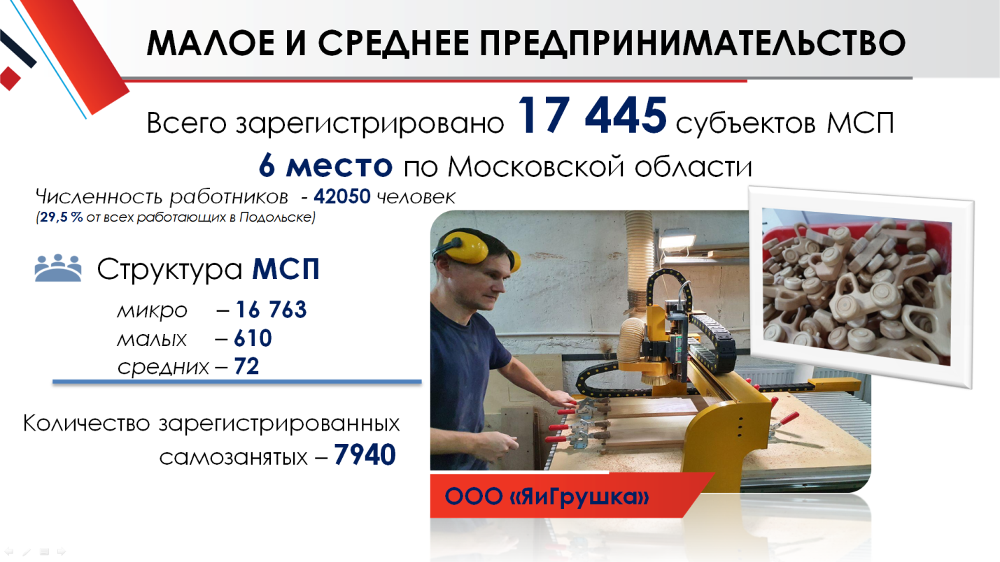 МАЛОЕ И СРЕДНЕЕ ПРЕДПРИНИМАТЕЛЬСТВО
Всего зарегистрировано 17 445 субъектов МСП
6 место по Московской области
Численность работников - 42050 человек
(29,5 % от всех работающих в Подольске)
Структура МСП
микро – 16 763
малых – 610
средних – 72
Количество зарегистрированных
самозанятых – 7940
ООО «ЯиГрушка»